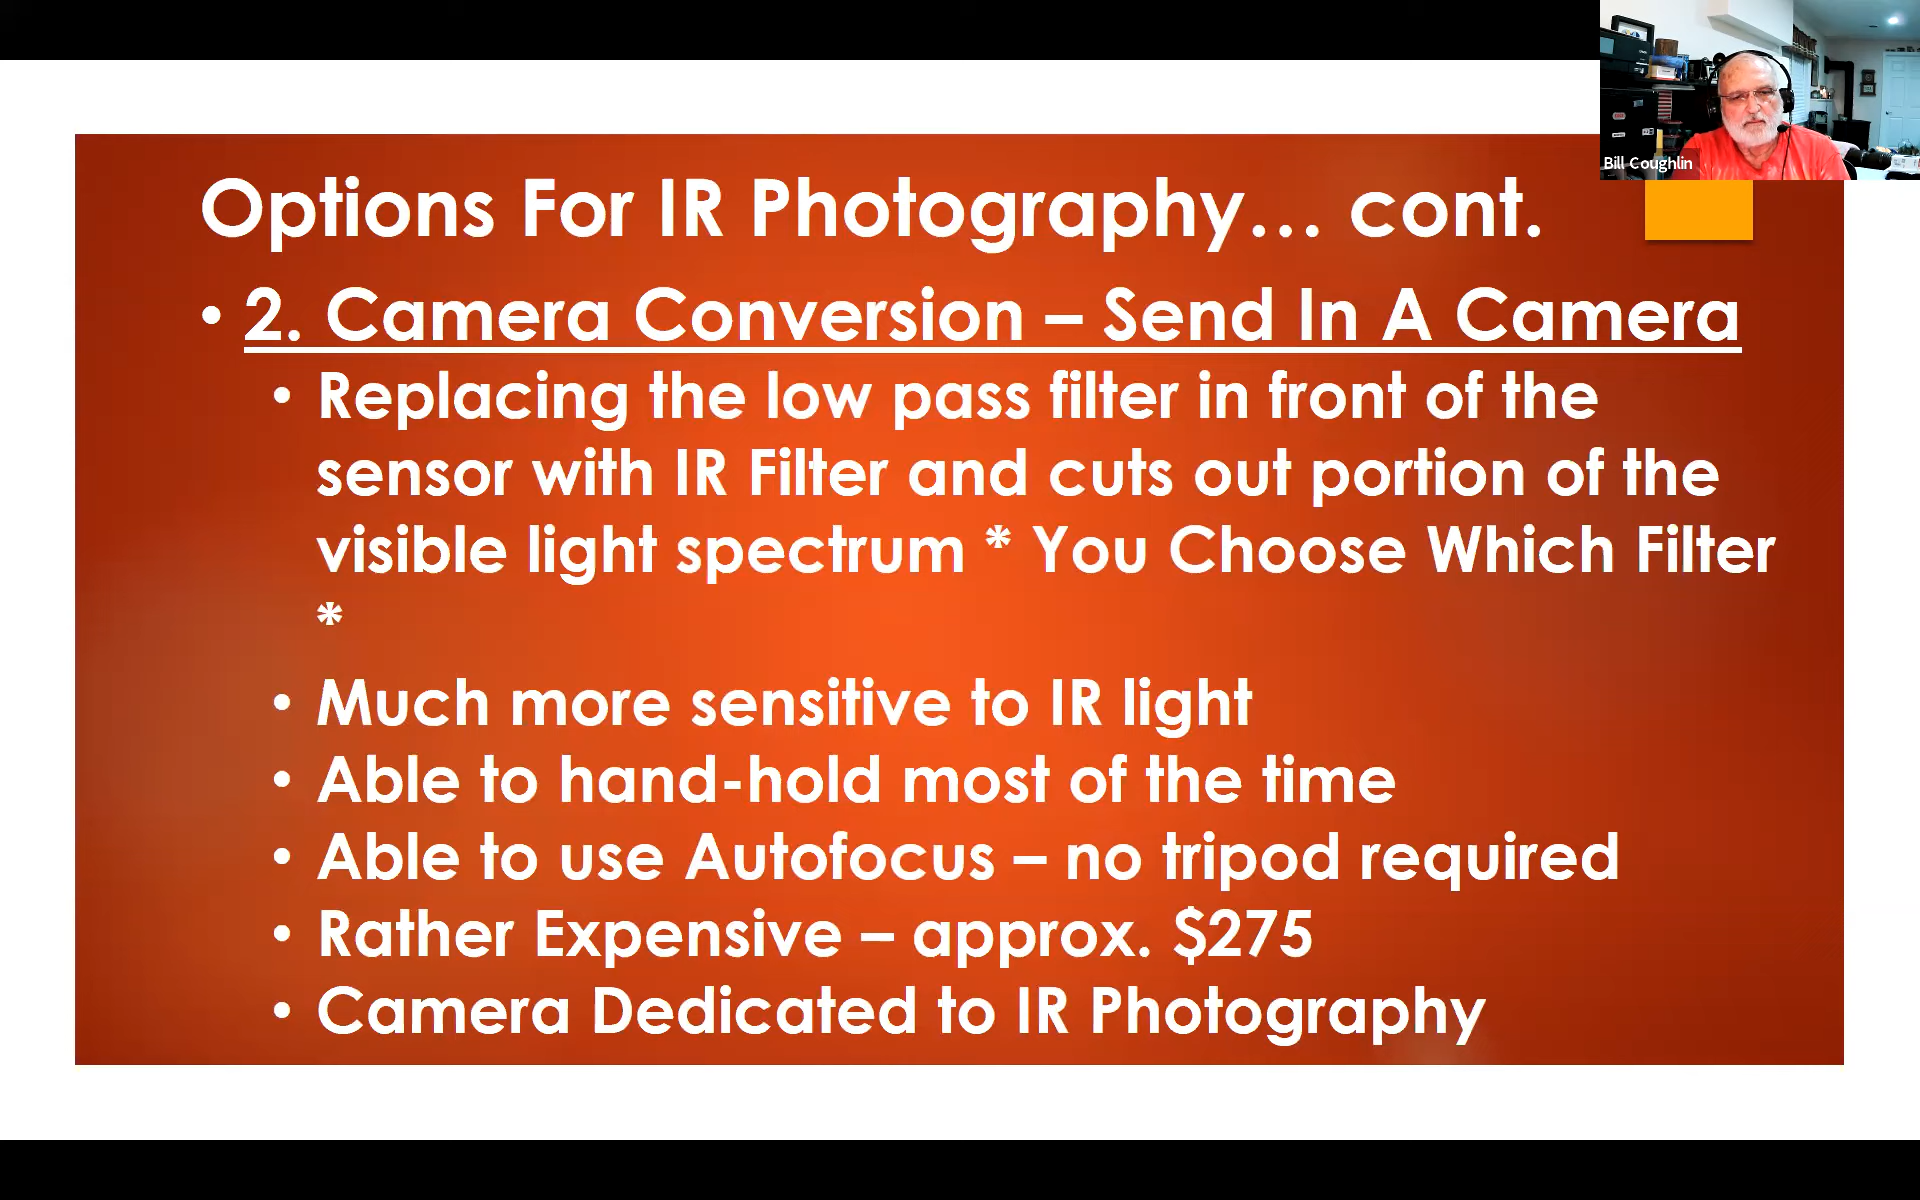 Bill Coughlin
Options For IR Photography... cont.
• 2. Camera Conversion – Send In A Camera
• Replacing the low pass filter in front of the
sensor with IR Filter and cuts out portion of the
visible light spectrum * You Choose Which Filter
*
• Much more sensitive to IR light
• Able to hand-hold most of the time
• Able to use Autofocus – no tripod required
• Rather Expensive – approx. $275
• Camera Dedicated to IR Photography